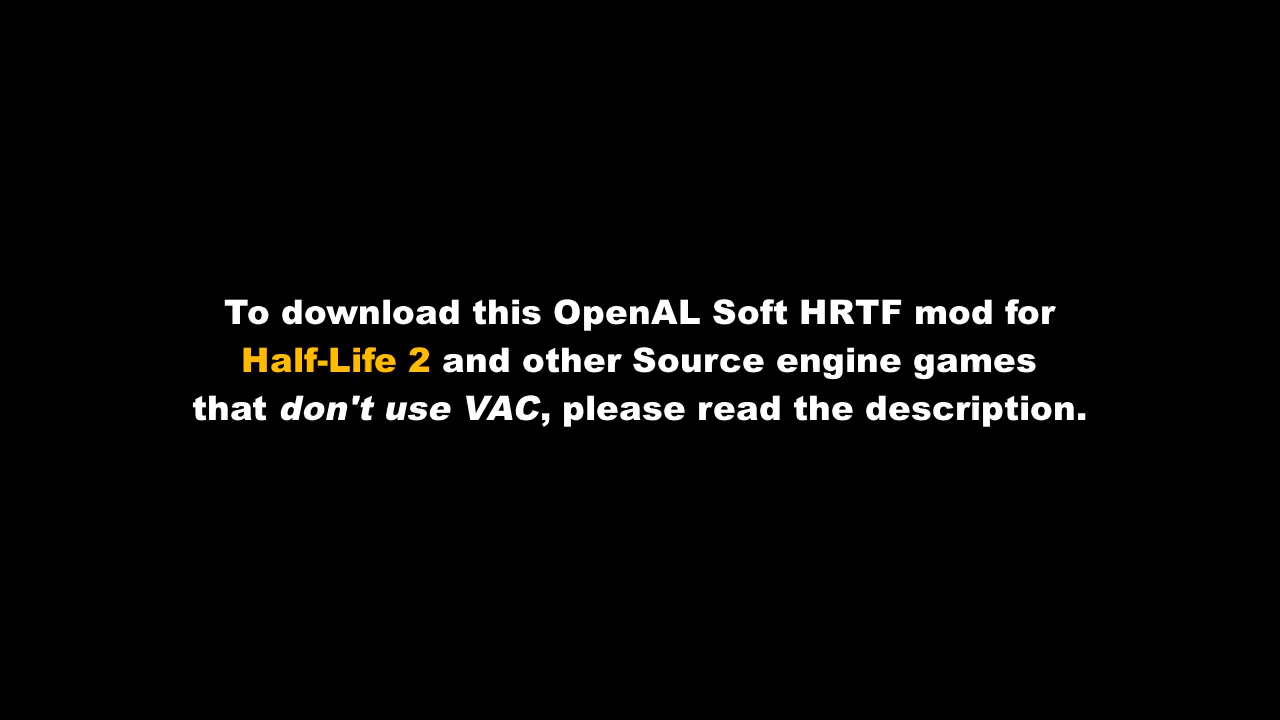 To download this OpenAL Soft HRTF mod for
Half-Life 2 and other Source engine games
that don't use VAC, please read the description.